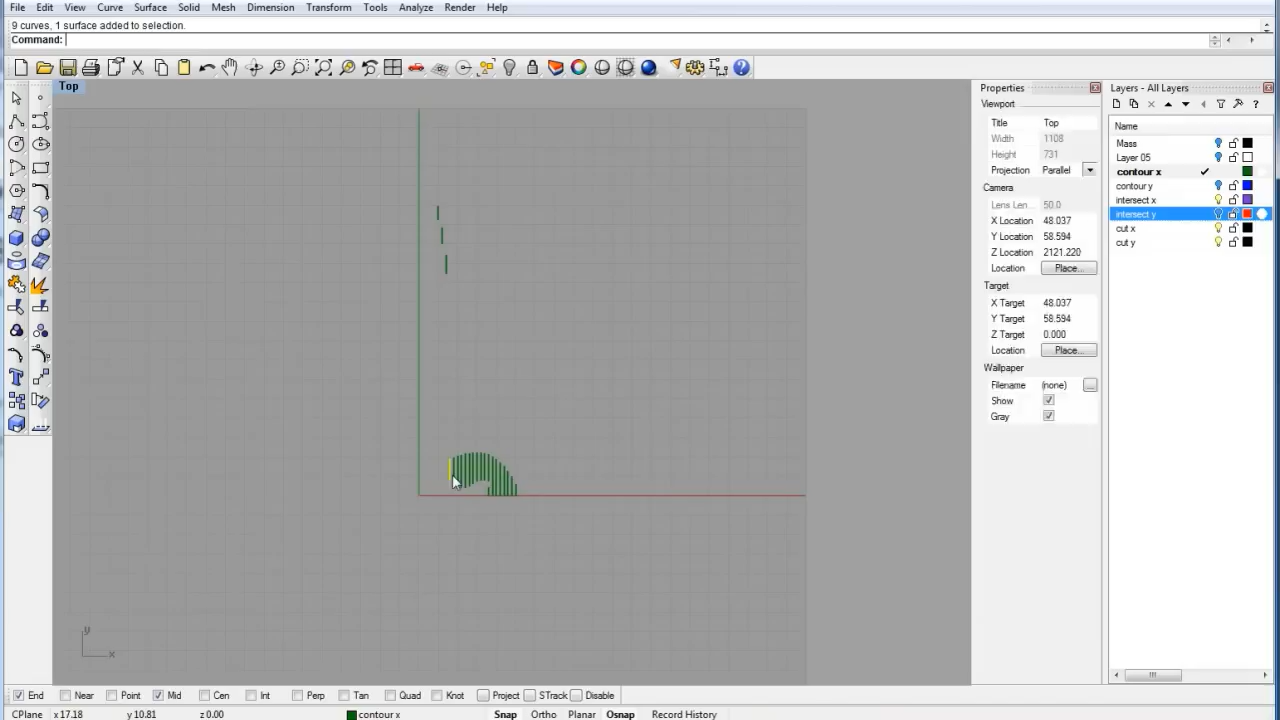 File Edit View Curve Surface Solid Mesh Dimension Transform Tools Analyze Render Help
9 curves, 1 surface added to selection.
Command:
Top
Properties
Viewport
Title Top
Width 1108
Height 731
Projection Parallel
Camera
Lens Len... 50.0
X Location 48.037
Y Location 58.594
Z Location 2121.220
Location Place...
Target
X Target 48.037
Y Target 58.594
Z Target 0.000
Location Place...
Wallpaper
Filename (none) ...
Show
Gray
Layers - All Layers
Name
Mass
Layer 05
contour x
contour y
intersect x
intersect y
cut x
cut y
y
x
End Near Point Mid Cen Int Perp Tan Quad Knot Project STrack Disable
CPlane x 17.18 y 10.81 z 0.00 contour x Snap Ortho Planar Osnap Record History